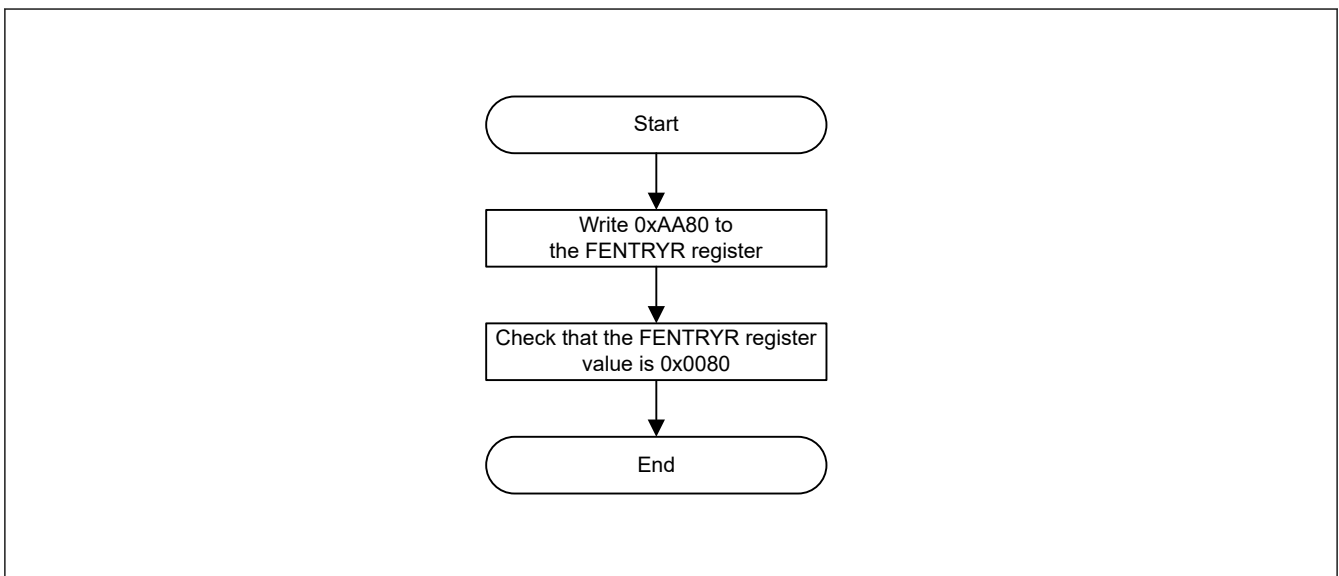 Start
Write 0xAA80 to
the FENTRYR register
Check that the FENTRYR register
value is 0x0080
End